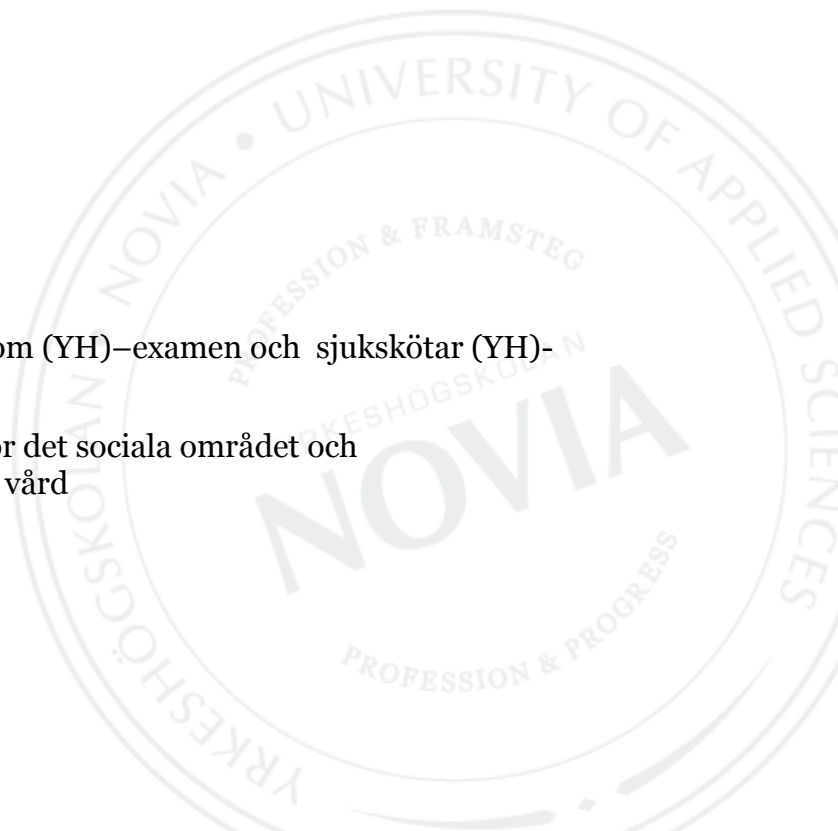 UNIVERSITY OF APPLIED SCIENCES
YRKESHÖGSKOLAN • NOVIA •
PROFESSION & FRAMSTEG
om (YH)–examen och sjukskötar (YH)-
YRKESHÖGSKOLAN
NOVIA
r det sociala området och
vård
PROFESSION & PROGRESS